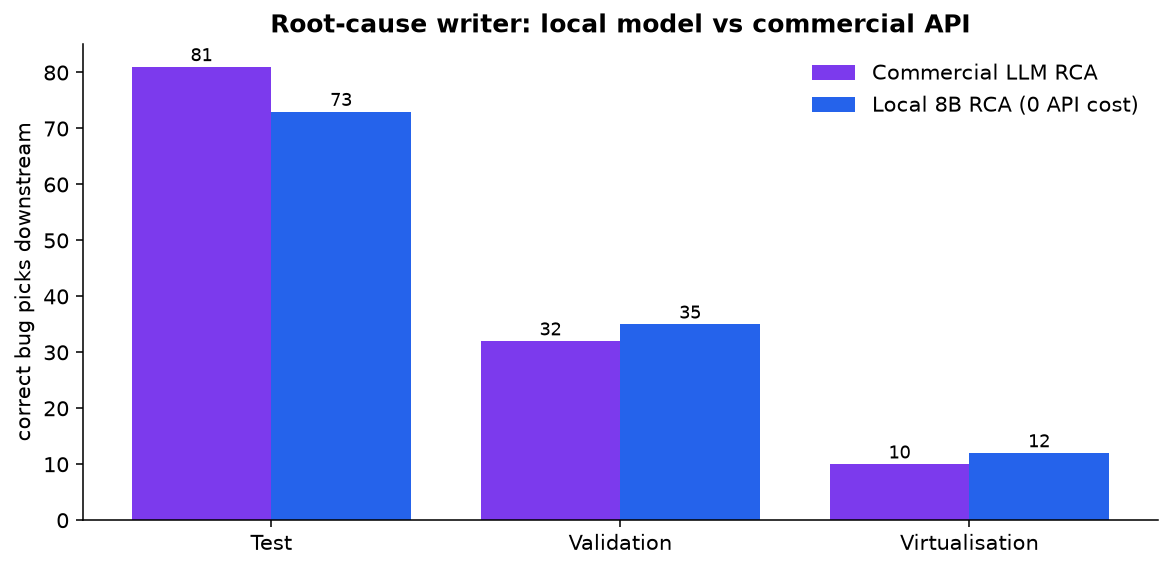 Root-cause writer: local model vs commercial API
Commercial LLM RCA
Local 8B RCA (0 API cost)
correct bug picks downstream
80
70
60
50
40
30
20
10
0
81
73
32
35
10
12
Test
Validation
Virtualisation